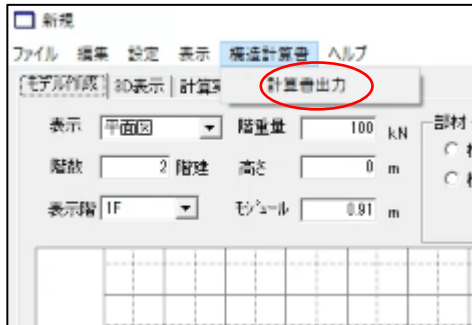 新規
ファイル 編集 設定 表示 構造計算書 ヘルプ
モデル作成 3D表示 計算
計算書出力
表示 平面図 階重量 100 kN 部材
階数 2 階建 高さ 0 m
表示階 1F モジュール 0.91 m